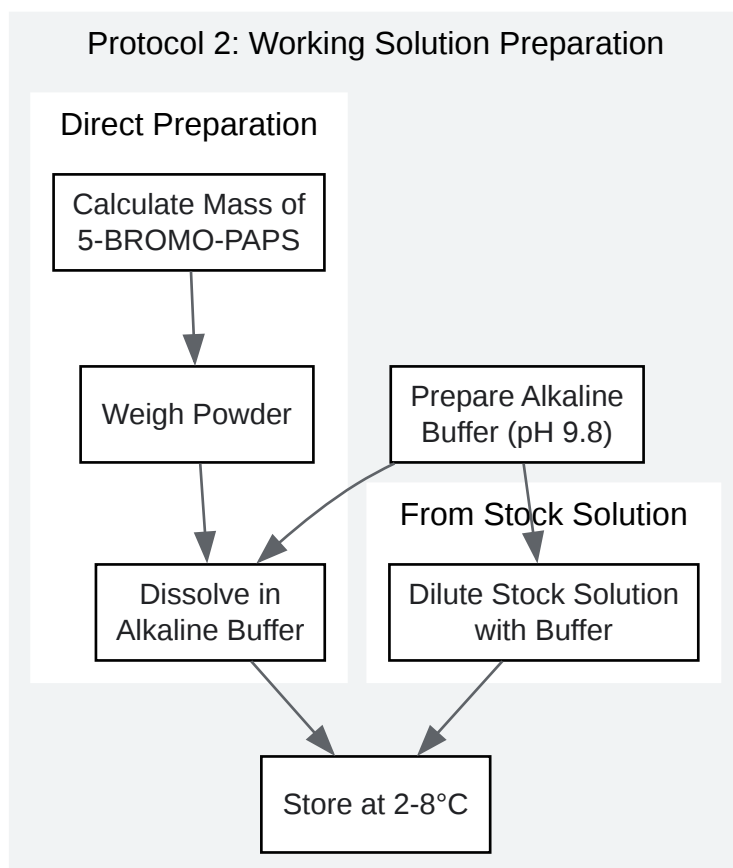 Protocol 2: Working Solution Preparation
Direct Preparation
Calculate Mass of
5-BROMO-PAPS
Weigh Powder
Prepare Alkaline
Buffer (pH 9.8)
From Stock Solution
Dissolve in
Alkaline Buffer
Dilute Stock Solution
with Buffer
Store at 2-8°C